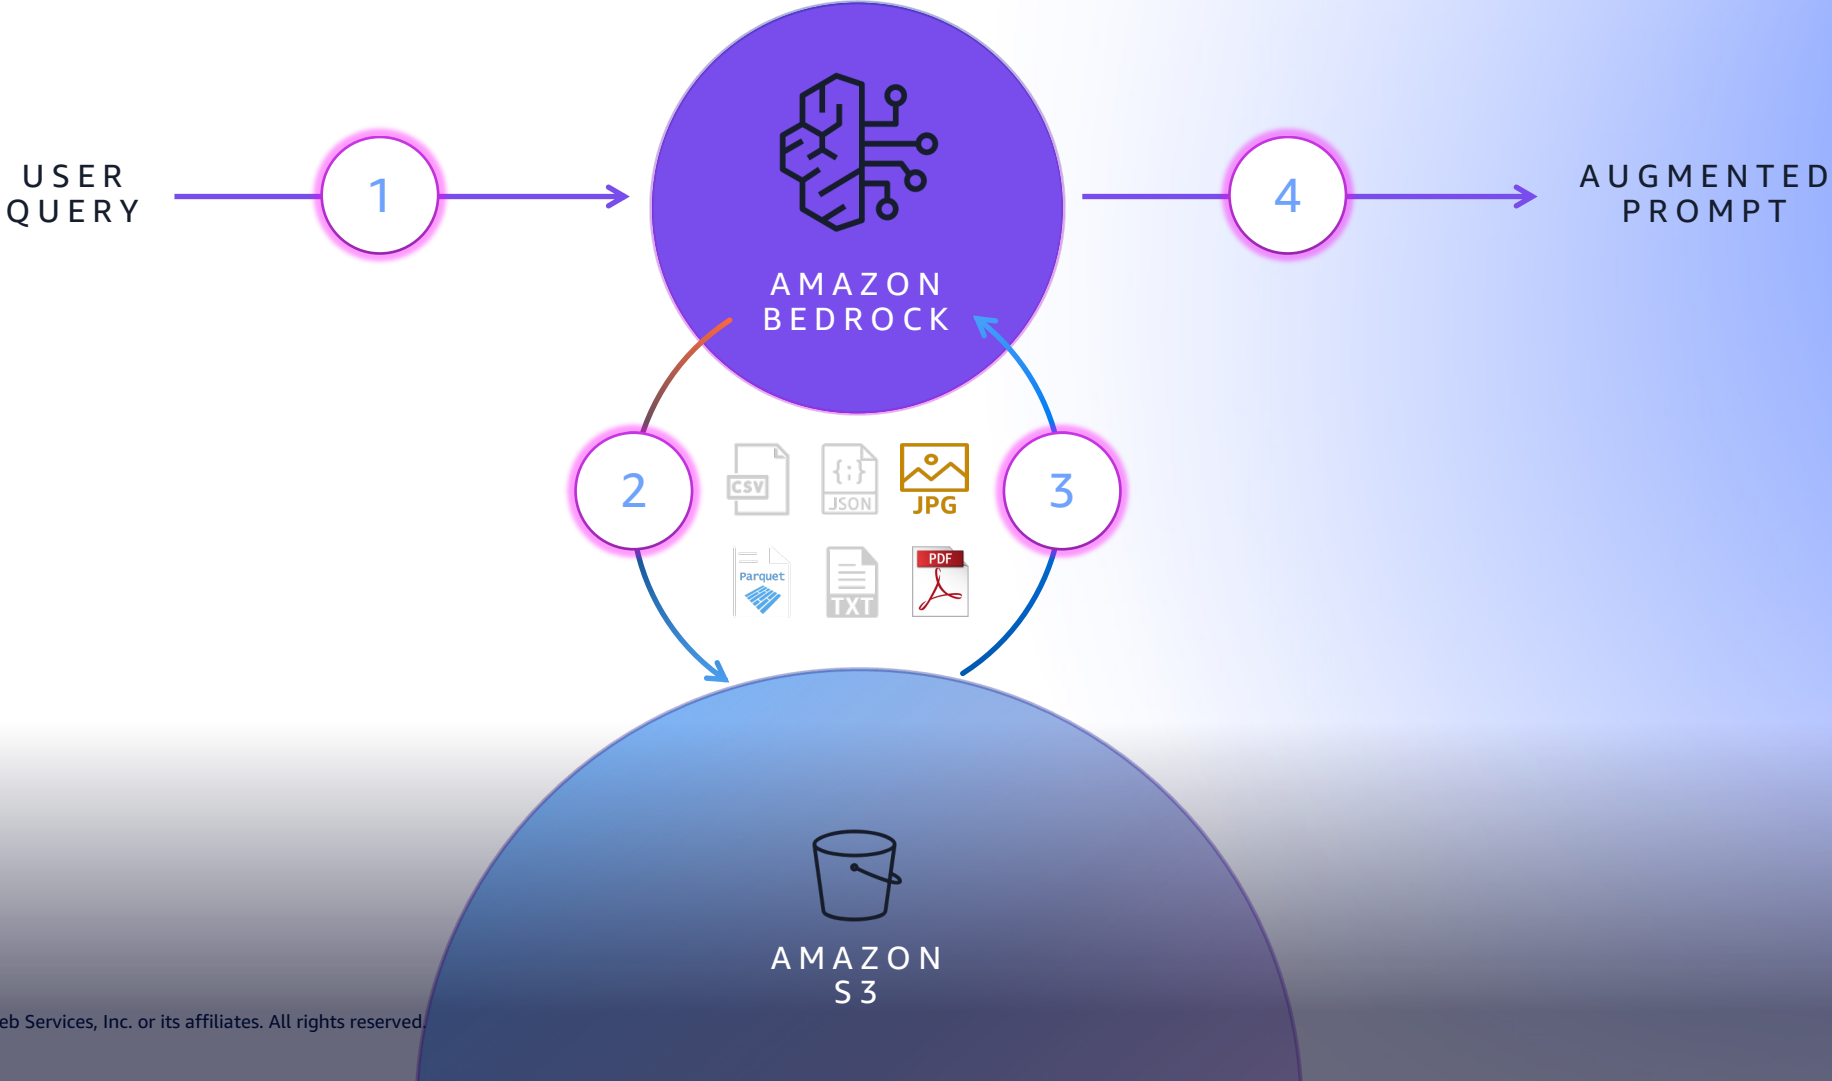 USER
QUERY
1
AMAZON
BEDROCK
4
AUGMENTED
PROMPT
2
CSV
{;}
JSON
JPG
3
Parquet
TXT
PDF
AMAZON
S3
eb Services, Inc. or its affiliates. All rights reserved.